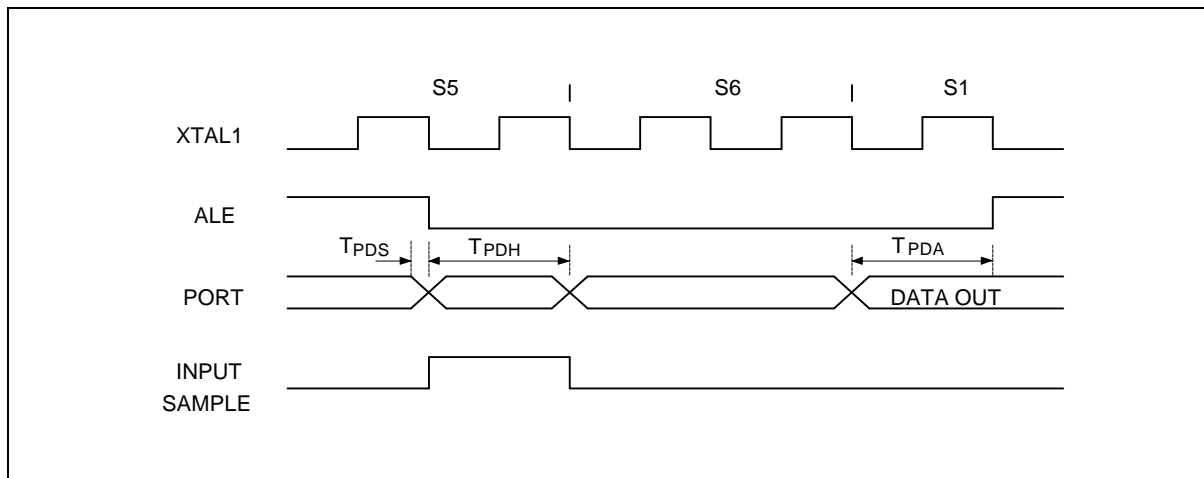 S5 | S6 | S1
XTAL1
ALE
TPDS TPDH TPDA
PORT DATA OUT
INPUT
SAMPLE